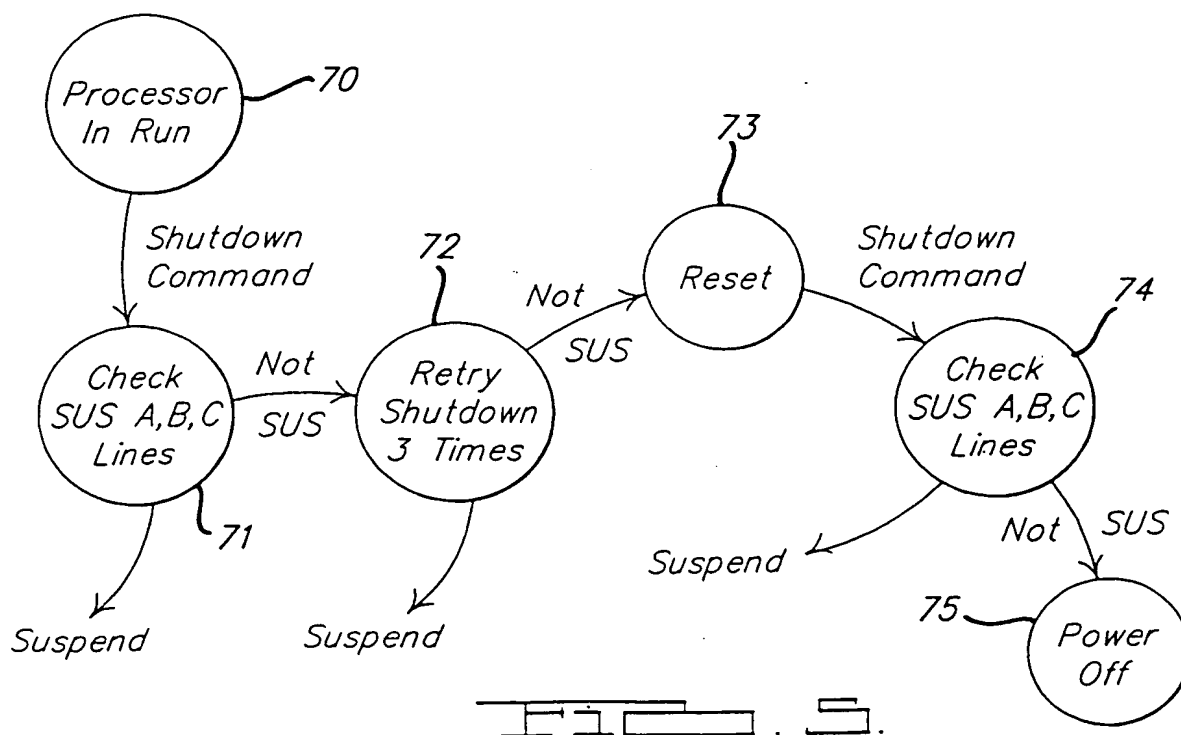 Processor
In Run
70
Shutdown
Command
Check
SUS A,B,C
Lines
71
Suspend
Not
SUS
72
Retry
Shutdown
3 Times
Suspend
Not
SUS
73
Reset
Shutdown
Command
74
Check
SUS A,B,C
Lines
Suspend
Not SUS
75
Power
Off